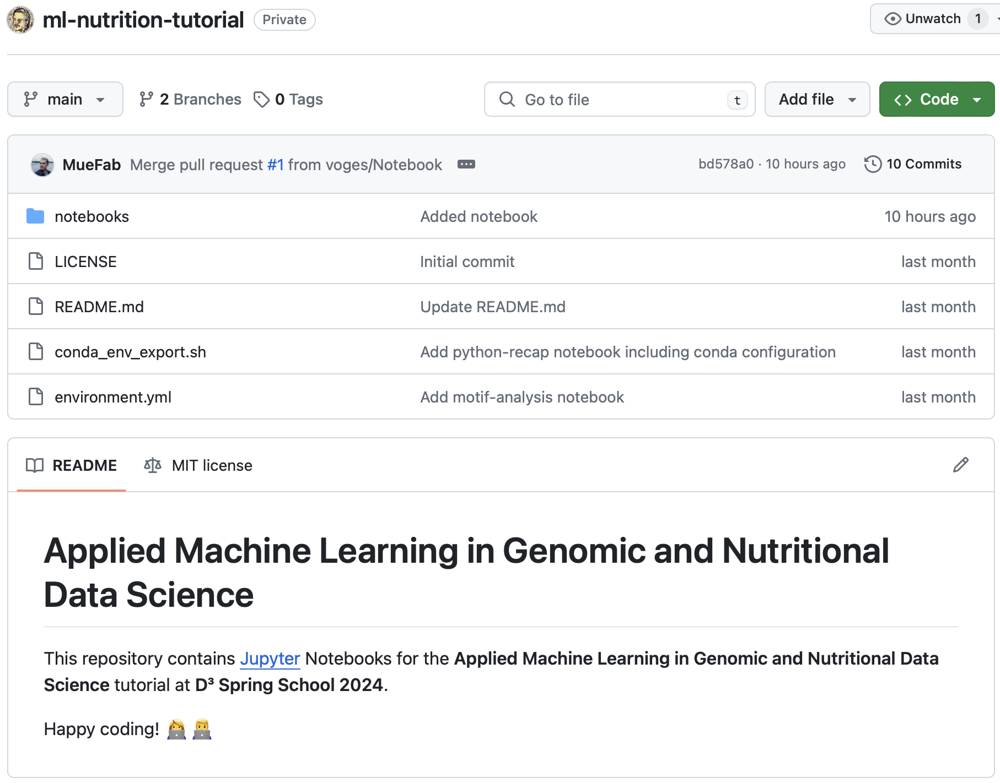 ml-nutrition-tutorial Private Unwatch 1
main 2 Branches 0 Tags Go to file t Add file Code
MueFab Merge pull request #1 from voges/Notebook bd578a0 · 10 hours ago 10 Commits
notebooks Added notebook 10 hours ago
LICENSE Initial commit last month
README.md Update README.md last month
conda_env_export.sh Add python-recap notebook including conda configuration last month
environment.yml Add motif-analysis notebook last month
README MIT license
Applied Machine Learning in Genomic and Nutritional
Data Science
This repository contains Jupyter Notebooks for the Applied Machine Learning in Genomic and Nutritional Data
Science tutorial at D³ Spring School 2024.
Happy coding! 👩‍💻 👨‍💻